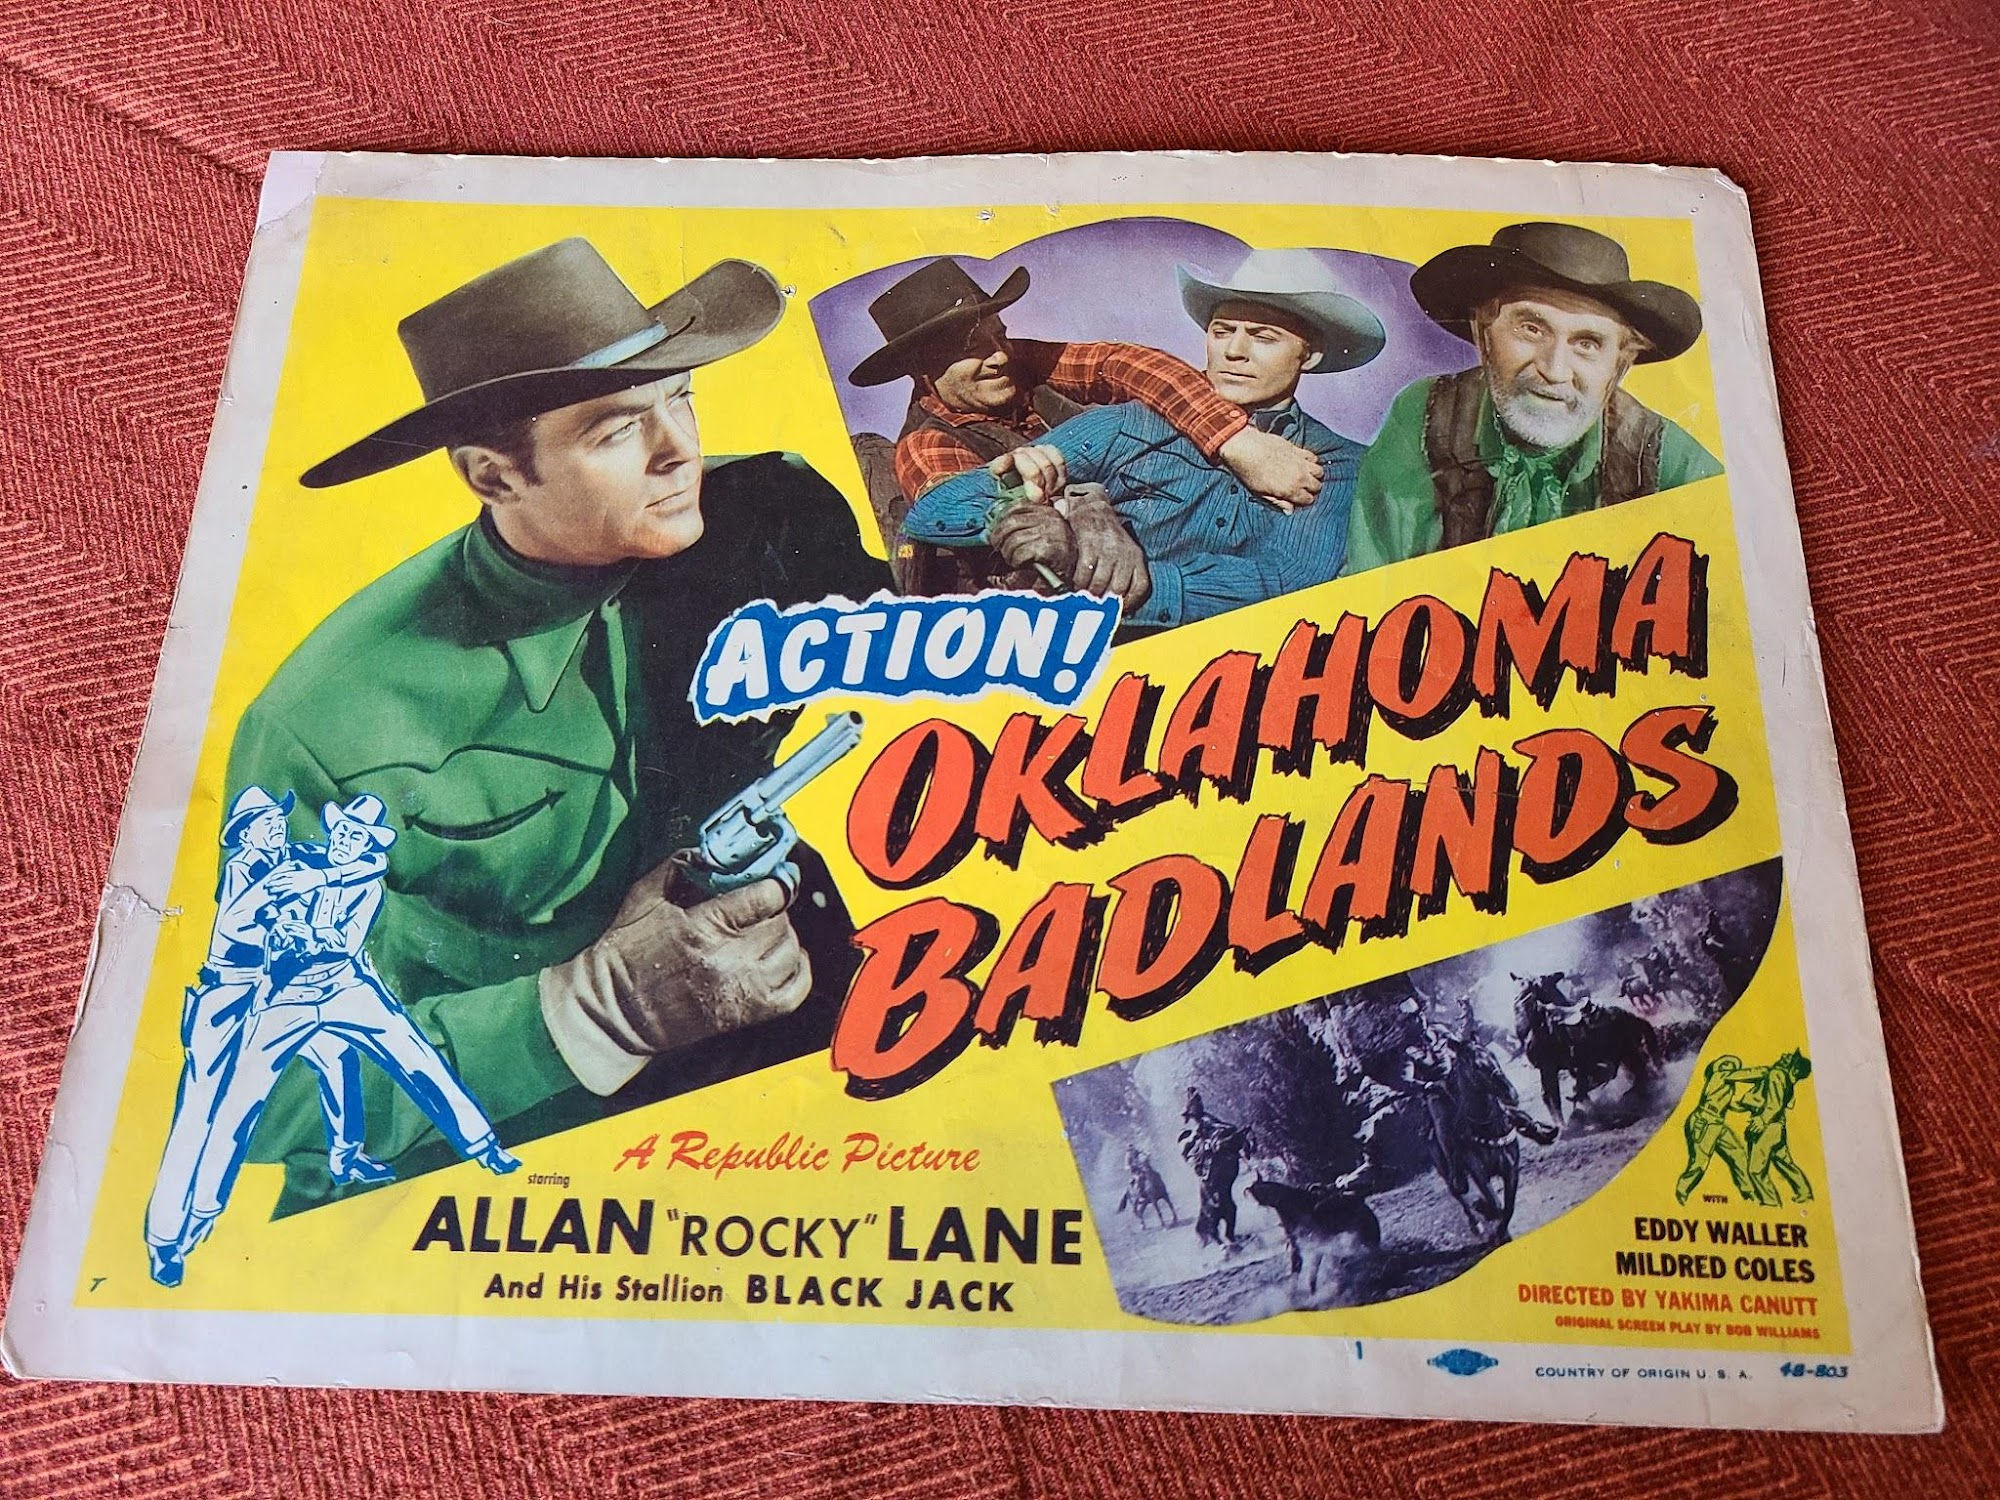 ACTION!
OKLAHOMA
BADLANDS
A Republic Picture
starring
ALLAN "ROCKY" LANE
And His Stallion BLACK JACK
WITH
EDDY WALLER
MILDRED COLES
DIRECTED BY YAKIMA CANUTT
ORIGINAL SCREEN PLAY BY BOB WILLIAMS
T
1
COUNTRY OF ORIGIN U. S. A. 48-803